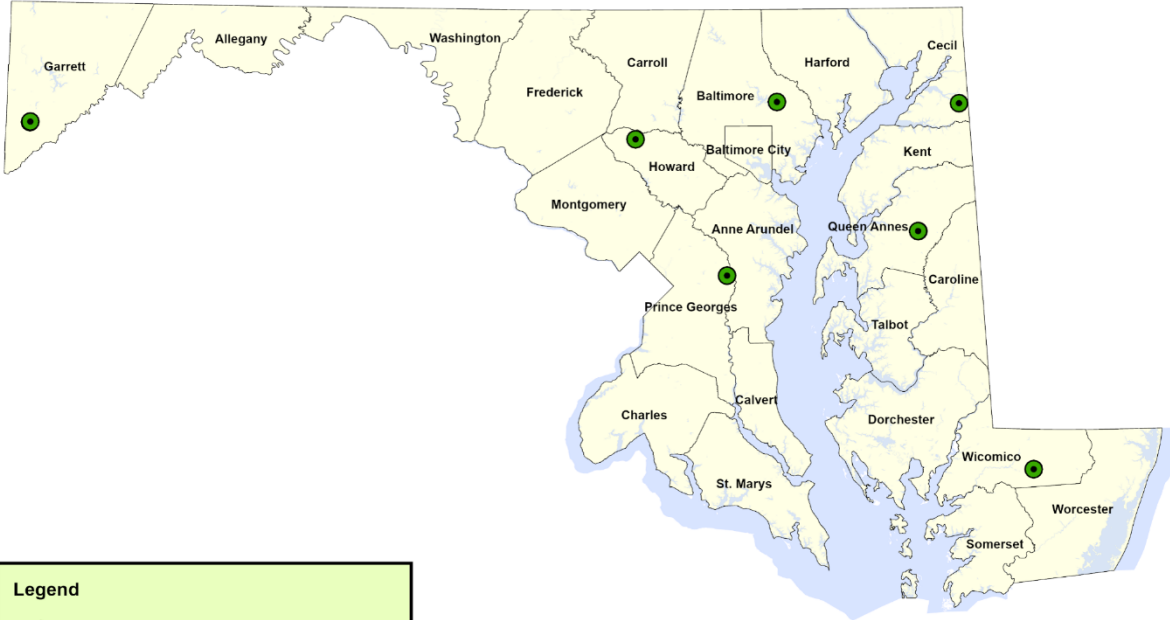 Garrett
Allegany
Washington
Frederick
Carroll
Baltimore
Harford
Cecil
Baltimore City
Howard
Kent
Montgomery
Anne Arundel
Queen Annes
Caroline
Prince Georges
Talbot
Calvert
Charles
Dorchester
St. Marys
Wicomico
Worcester
Somerset
Legend